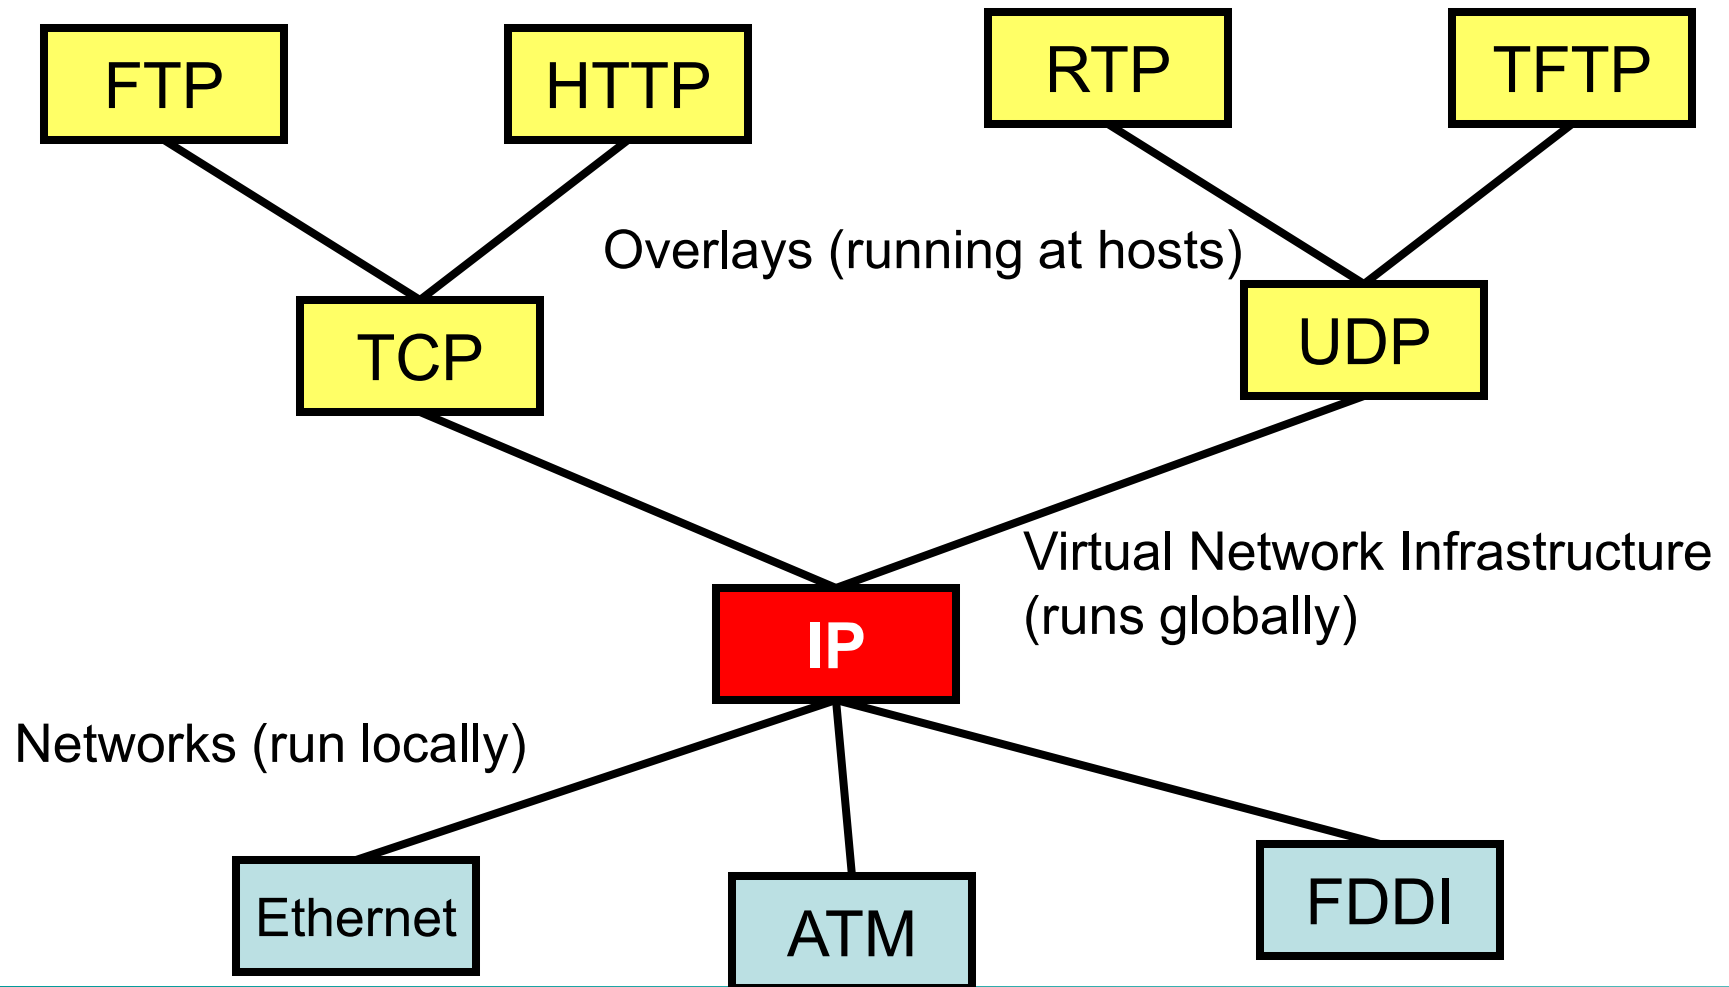 FTP
HTTP
RTP
TFTP
Overlays (running at hosts)
TCP
UDP
Virtual Network Infrastructure
(runs globally)
IP
Networks (run locally)
Ethernet
ATM
FDDI